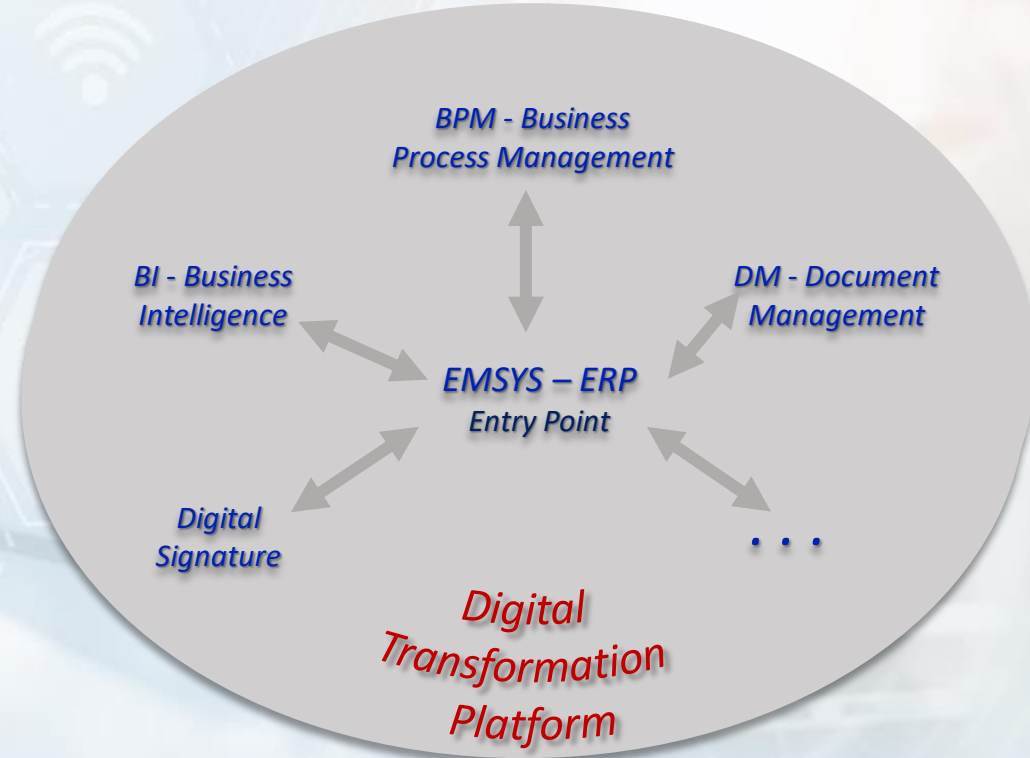 BPM - Business
Process Management
BI - Business
Intelligence
DM - Document
Management
EMSYS – ERP
Entry Point
Digital
Signature
. . .
Digital
Transformation
Platform